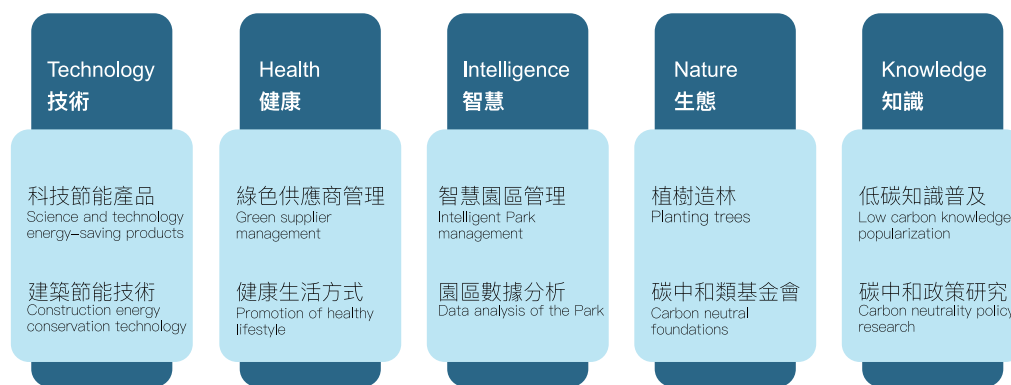 Technology
技術
科技節能產品
Science and technology
energy–saving products
建築節能技術
Construction energy
conservation technology
Health
健康
綠色供應商管理
Green supplier
management
健康生活方式
Promotion of healthy
lifestyle
Intelligence
智慧
智慧園區管理
Intelligent Park
management
園區數據分析
Data analysis of the Park
Nature
生態
植樹造林
Planting trees
碳中和類基金會
Carbon neutral
foundations
Knowledge
知識
低碳知識普及
Low carbon knowledge
popularization
碳中和政策研究
Carbon neutrality policy
research